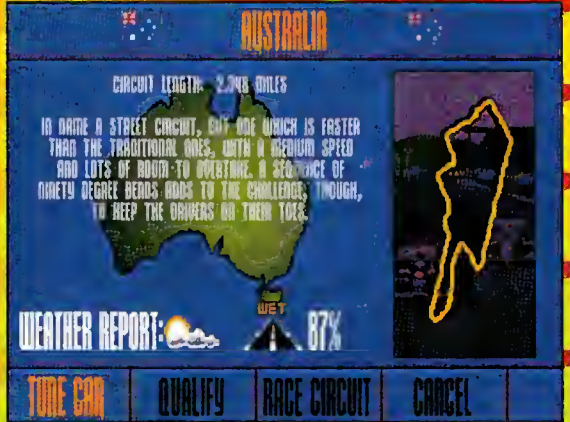 AUSTRALIA
CIRCUIT LENGTH: 2.348 MILES
IN NAME A STREET CIRCUIT, BUT ONE WHICH IS FASTER
THAN THE TRADITIONAL ONES, WITH A MEDIUM SPEED
AND LOTS OF ROOM TO OVERTAKE. A SEQUENCE OF
NINETY DEGREE BENDS ADDS TO THE CHALLENGE, THOUGH,
TO KEEP THE DRIVERS ON THEIR TOES.
WET
WEATHER REPORT:
87%
TUNE CAR
QUALIFY
RACE CIRCUIT
CANCEL